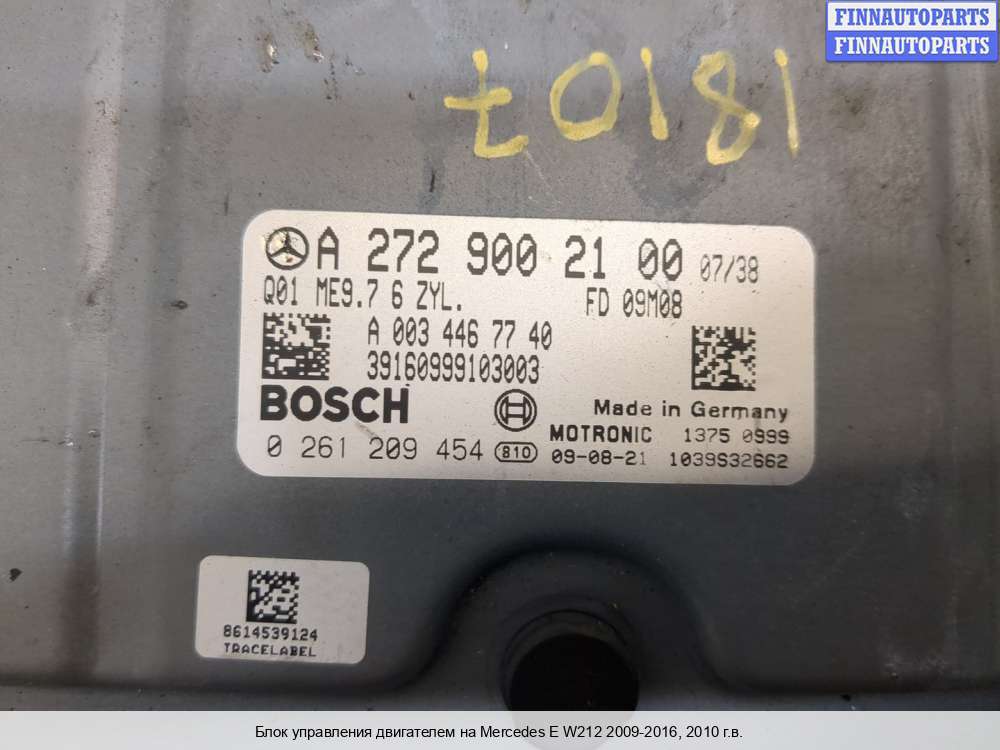 FINNAUTOPARTS
FINNAUTOPARTS
18107
A 272 900 21 00 07/38
Q01 ME9.7 6 ZYL. FD 09M08
A 003 446 77 40
39160999103003
BOSCH
Made in Germany
MOTRONIC 1375 0999
0 261 209 454 810 09-08-21 1039S32662
8614539124
TRACELABEL
Блок управления двигателем на Mercedes E W212 2009-2016, 2010 г.в.